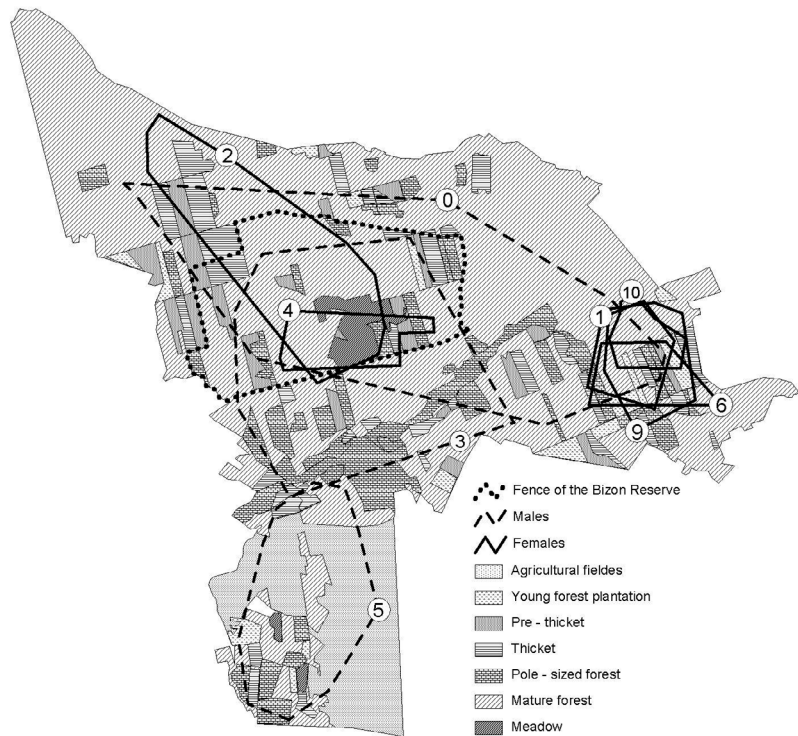 2
0
4
10
1
6
9
3
5
Fence of the Bizon Reserve
Males
Females
Agricultural fieldes
Young forest plantation
Pre - thicket
Thicket
Pole - sized forest
Mature forest
Meadow